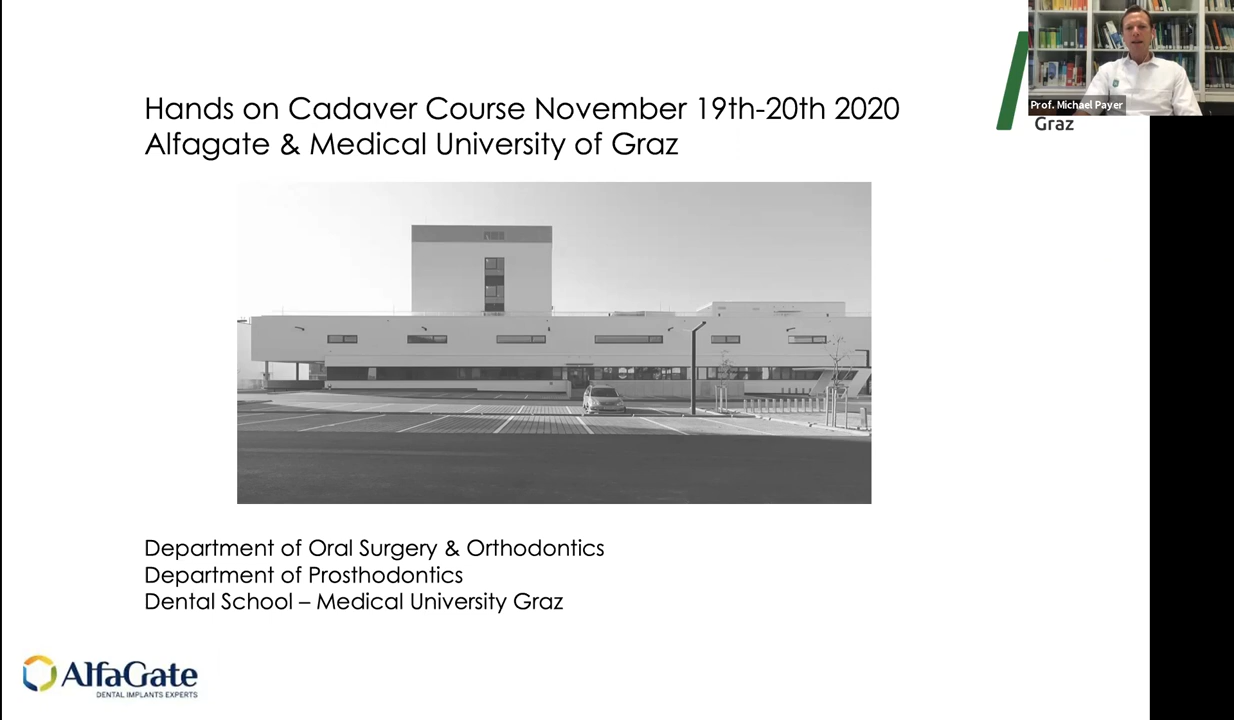 Hands on Cadaver Course November 19th-20th 2020
Alfagate & Medical University of Graz
Prof. Michael Payer
Graz
Department of Oral Surgery & Orthodontics
Department of Prosthodontics
Dental School – Medical University Graz
AlfaGate
DENTAL IMPLANTS EXPERTS